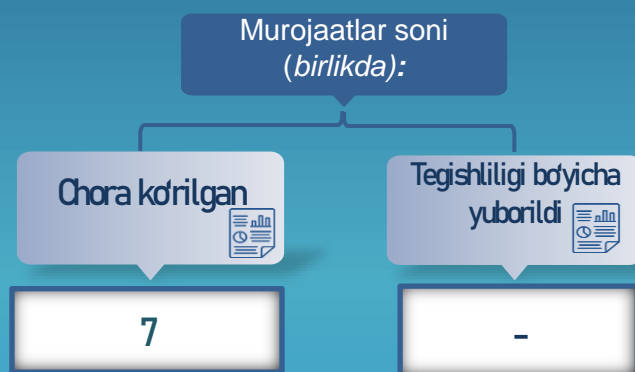 Murojaatlar soni
(birlikda):
Chora ko'rilgan
Tegishliligi bo'yicha
yuborildi
7
-